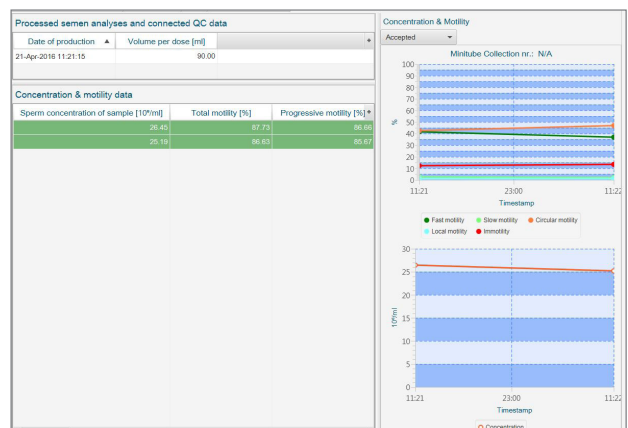 Processed semen analyses and connected QC data
Date of production ▲ Volume per dose [ml] +
21-Apr-2016 11:21:15 90.00
Concentration & motility data
Sperm concentration of sample [10⁶/ml] Total motility [%] Progressive motility [%] +
26.45 87.73 86.66
25.19 86.63 85.67
Concentration & Motility
Accepted
Minitube Collection nr.: N/A
100
90
80
70
60
50
40
30
20
10
0
%
11:21 23:00 11:22
Timestamp
Fast motility Slow motility Circular motility
Local motility Immotility
30
25
20
15
10
5
0
10⁶/ml
11:21 23:00 11:22
Timestamp
Concentration